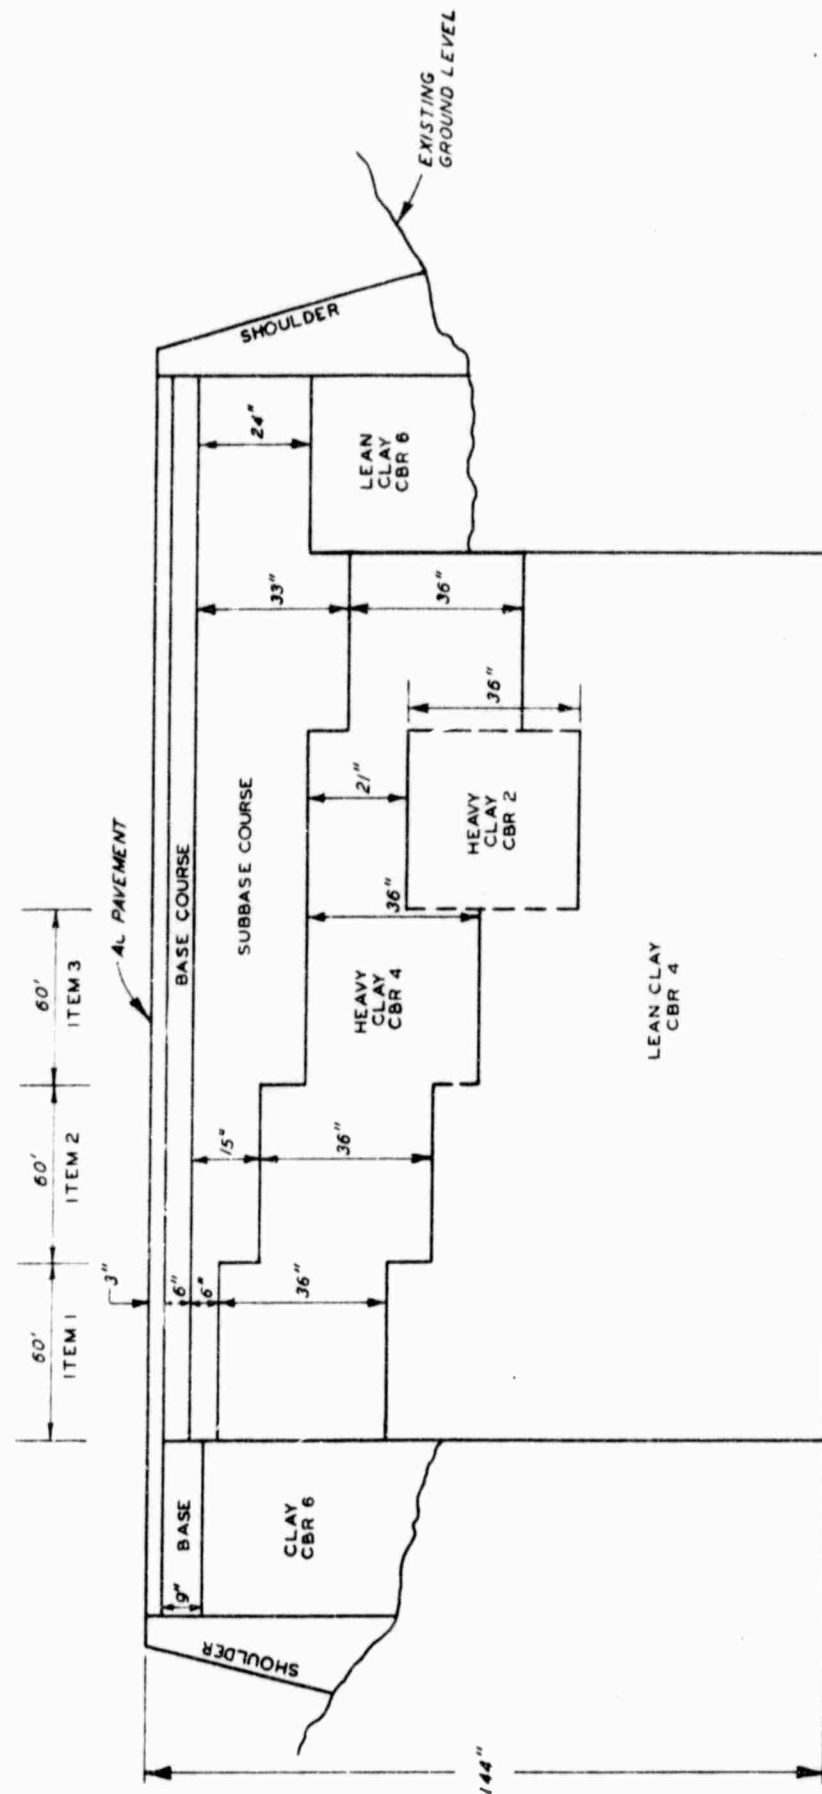 60'
ITEM 1
60'
ITEM 2
60'
ITEM 3
AC PAVEMENT
3"
BASE COURSE
9"
BASE
6"
6"
15"
SUBBASE COURSE
33"
24"
SHOULDER
SHOULDER
CLAY
CBR 6
36"
36"
HEAVY
CLAY
CBR 4
36"
21"
HEAVY
CLAY
CBR 2
36"
36"
LEAN
CLAY
CBR 6
EXISTING
GROUND LEVEL
LEAN CLAY
CBR 4
144"